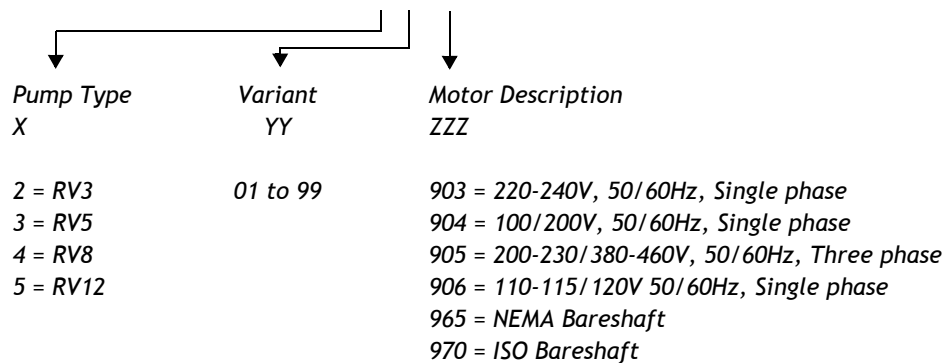 Pump Type Variant Motor Description
X YY ZZZ
2 = RV3 01 to 99 903 = 220-240V, 50/60Hz, Single phase
3 = RV5 904 = 100/200V, 50/60Hz, Single phase
4 = RV8 905 = 200-230/380-460V, 50/60Hz, Three phase
5 = RV12 906 = 110-115/120V 50/60Hz, Single phase
965 = NEMA Bareshaft
970 = ISO Bareshaft